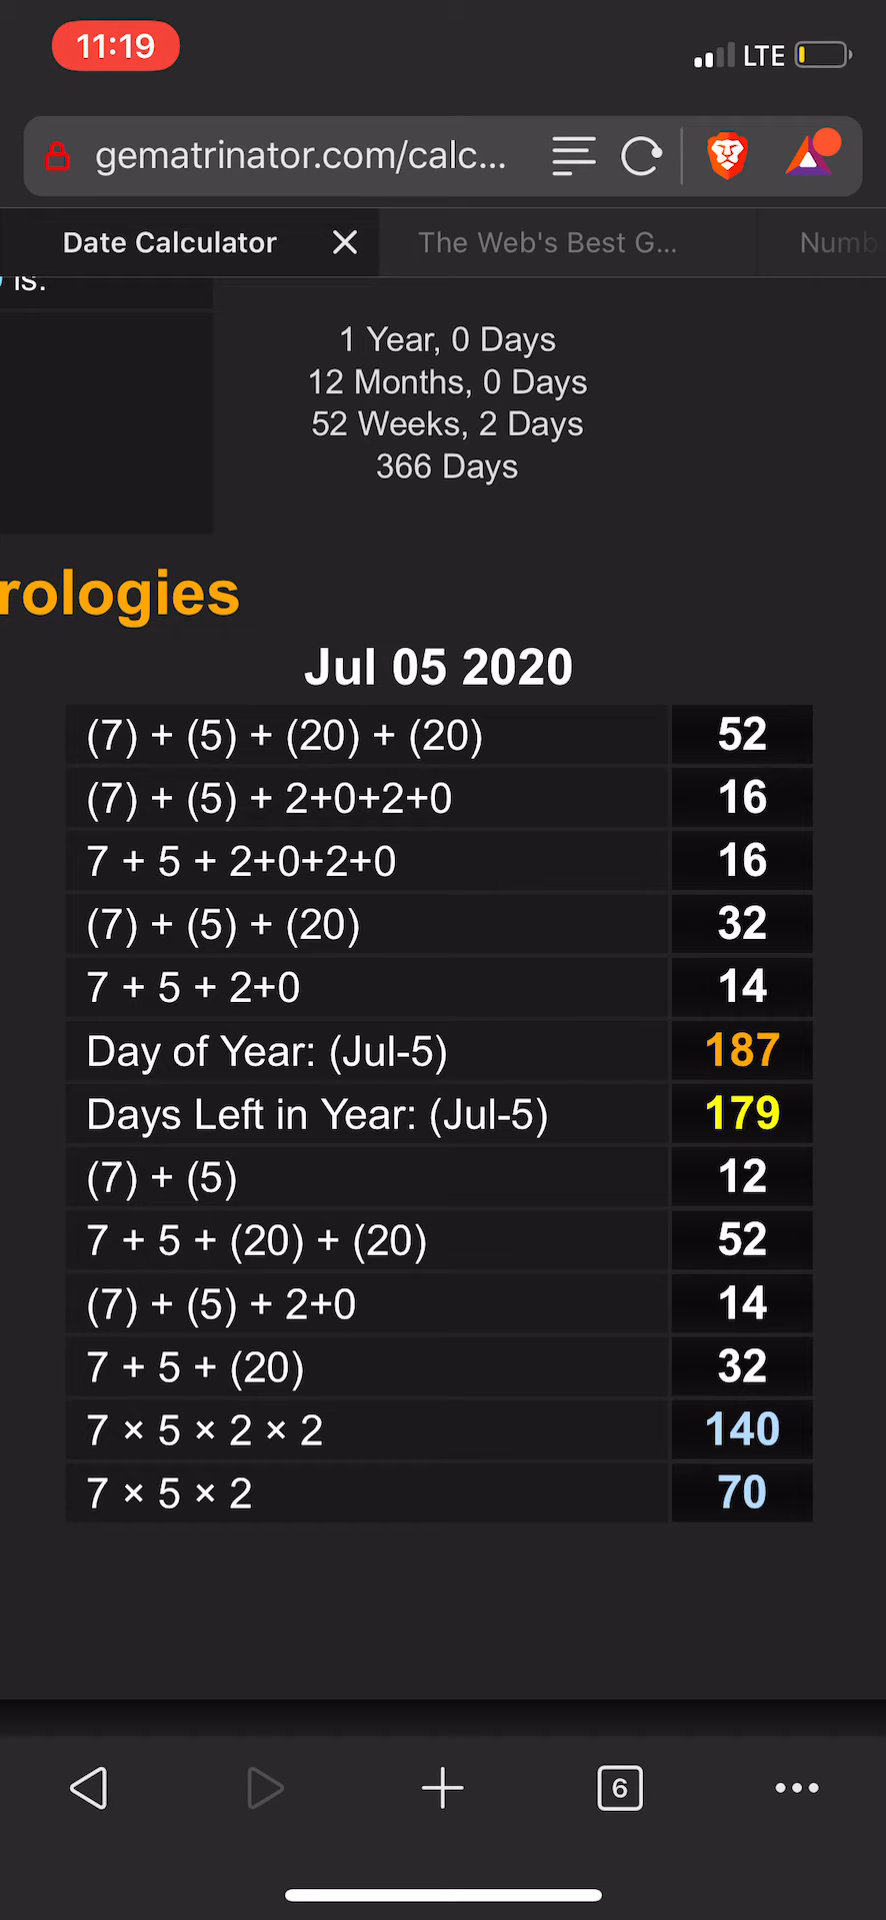 11:19
LTE
gematrinator.com/calc...
Date Calculator
The Web's Best G...
Numb
is:
1 Year, 0 Days
12 Months, 0 Days
52 Weeks, 2 Days
366 Days
rologies
Jul 05 2020
(7) + (5) + (20) + (20) 52
(7) + (5) + 2+0+2+0 16
7 + 5 + 2+0+2+0 16
(7) + (5) + (20) 32
7 + 5 + 2+0 14
Day of Year: (Jul-5) 187
Days Left in Year: (Jul-5) 179
(7) + (5) 12
7 + 5 + (20) + (20) 52
(7) + (5) + 2+0 14
7 + 5 + (20) 32
7 × 5 × 2 × 2 140
7 × 5 × 2 70
6